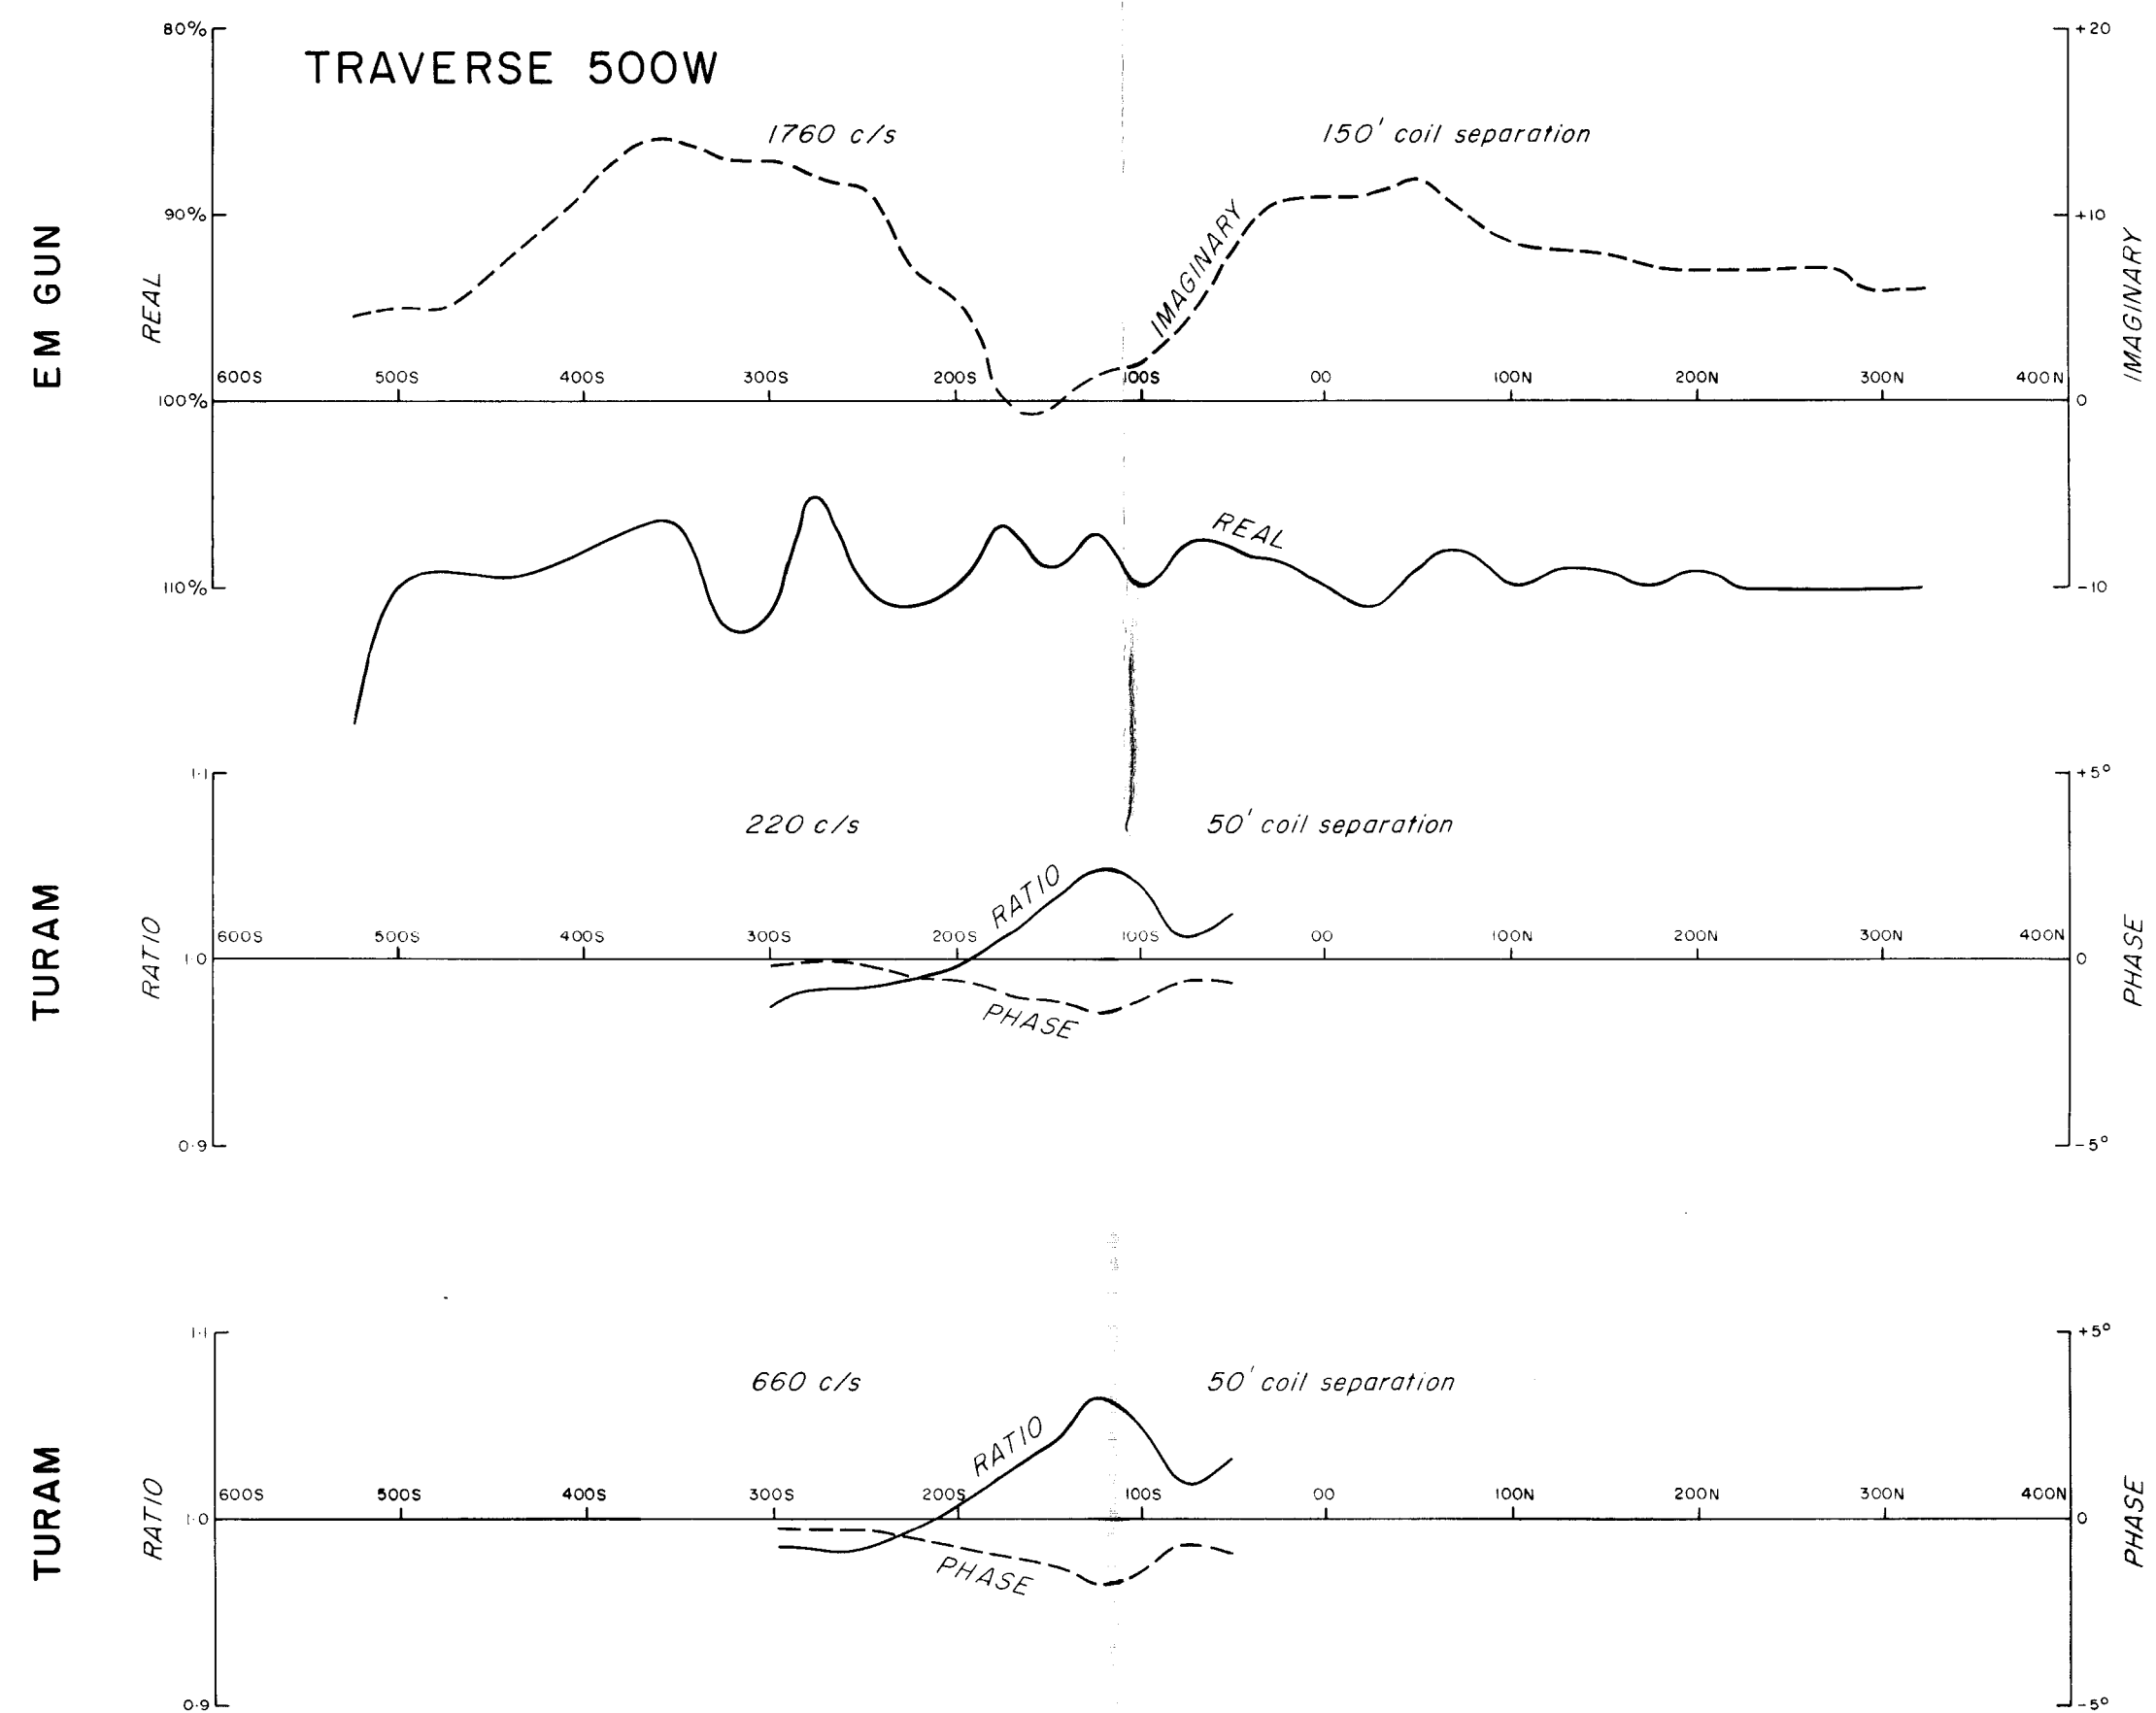 TRAVERSE 500W
EM GUN
REAL
80%
90%
100%
110%
1760 c/s
150' coil separation
IMAGINARY
REAL
600S 500S 400S 300S 200S 100S 00 100N 200N 300N 400N
+20
+10
0
-10
IMAGINARY
TURAM
RATIO
1·1
1·0
0·9
220 c/s
50' coil separation
RATIO
PHASE
600S 500S 400S 300S 200S 100S 00 100N 200N 300N 400N
+5°
0
-5°
PHASE
TURAM
RATIO
1·1
1·0
0·9
660 c/s
50' coil separation
RATIO
PHASE
600S 500S 400S 300S 200S 100S 00 100N 200N 300N 400N
+5°
0
-5°
PHASE